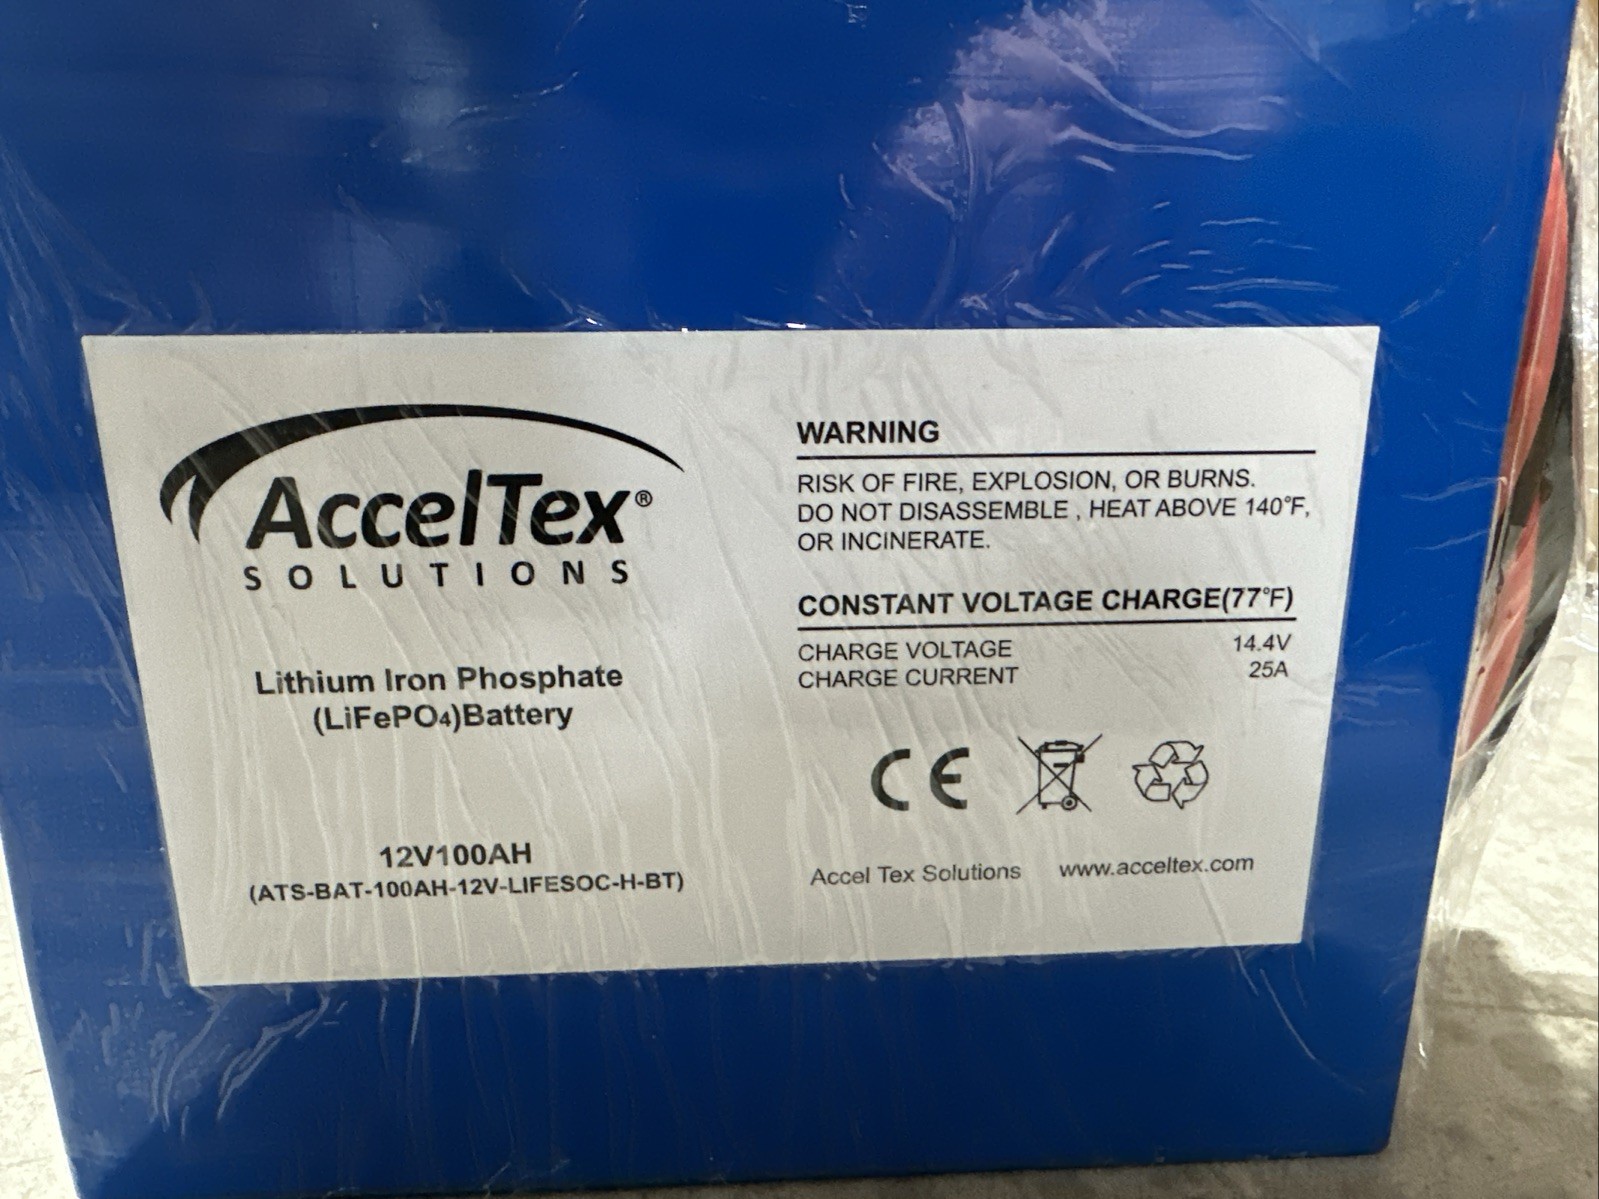 AccelTex®
SOLUTIONS
Lithium Iron Phosphate
(LiFePO4)Battery
12V100AH
(ATS-BAT-100AH-12V-LIFESOC-H-BT)
WARNING
RISK OF FIRE, EXPLOSION, OR BURNS.
DO NOT DISASSEMBLE , HEAT ABOVE 140°F,
OR INCINERATE.
CONSTANT VOLTAGE CHARGE(77°F)
CHARGE VOLTAGE 14.4V
CHARGE CURRENT 25A
CE
Accel Tex Solutions www.acceltex.com